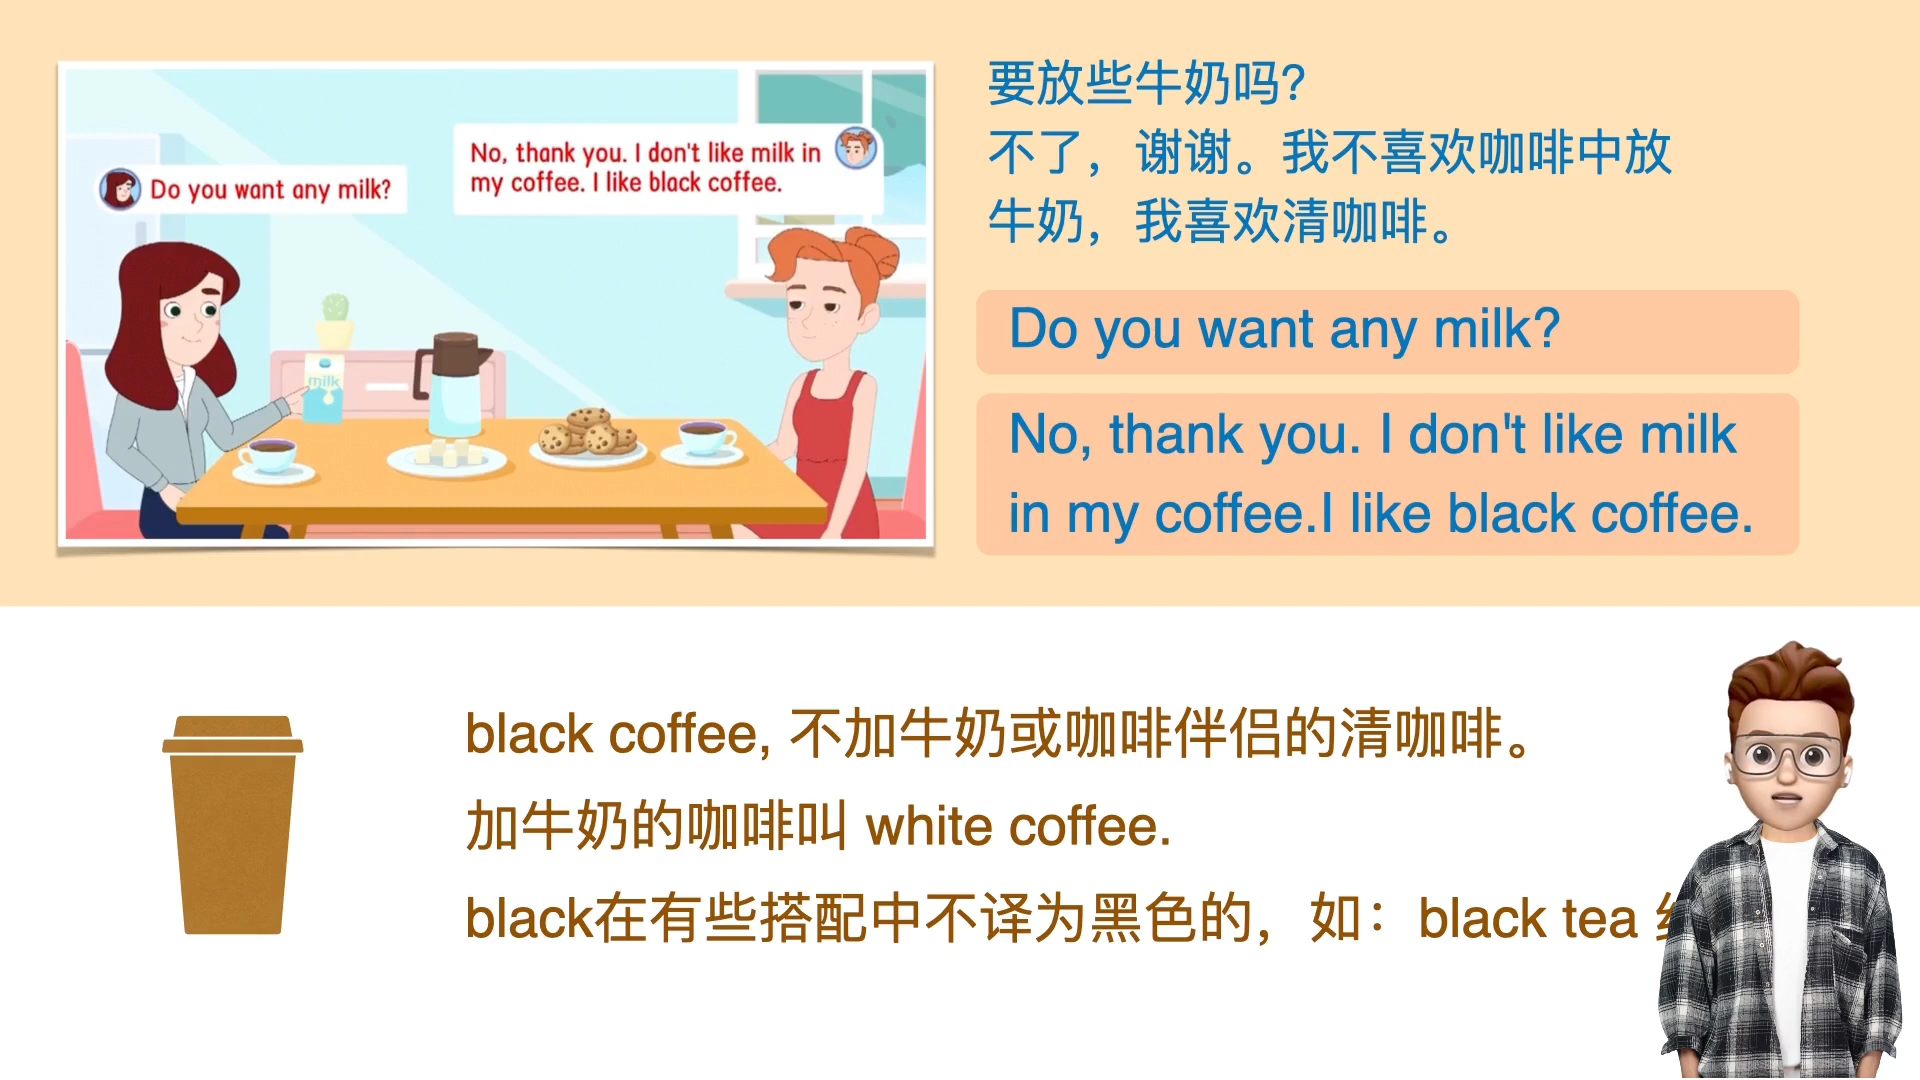 Do you want any milk?
No, thank you. I don't like milk in
my coffee. I like black coffee.
milk
要放些牛奶吗?
不了，谢谢。我不喜欢咖啡中放
牛奶，我喜欢清咖啡。
Do you want any milk?
No, thank you. I don't like milk
in my coffee.I like black coffee.
black coffee, 不加牛奶或咖啡伴侣的清咖啡。
加牛奶的咖啡叫 white coffee.
black在有些搭配中不译为黑色的，如：black tea